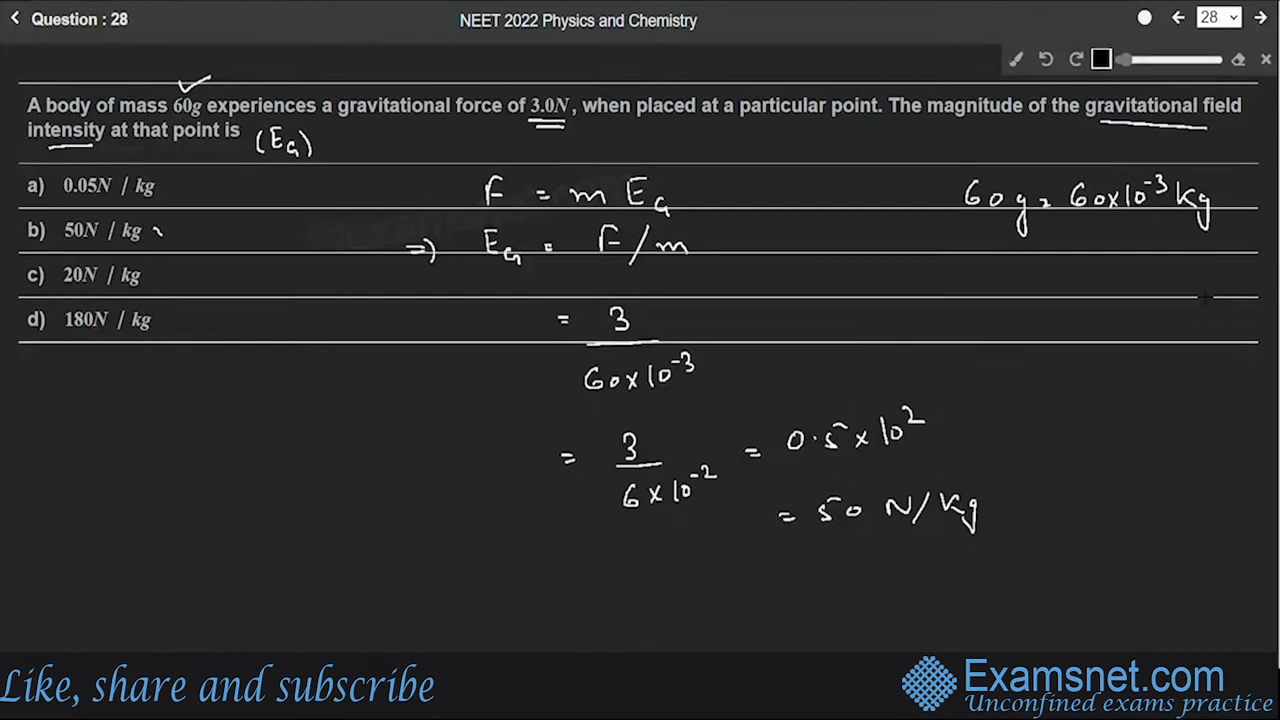 Question : 28
NEET 2022 Physics and Chemistry
28
A body of mass 60g experiences a gravitational force of 3.0N, when placed at a particular point. The magnitude of the gravitational field
intensity at that point is (E_G)
a) 0.05N / kg
b) 50N / kg
c) 20N / kg
d) 180N / kg
F = m E_G
60g = 60×10^-3 kg
=> E_G = F/m
= 3
60×10^-3
= 3
6×10^-2
= 0.5×10^2
= 50 N/kg
Like, share and subscribe
Examsnet.com
Unconfined exams practice